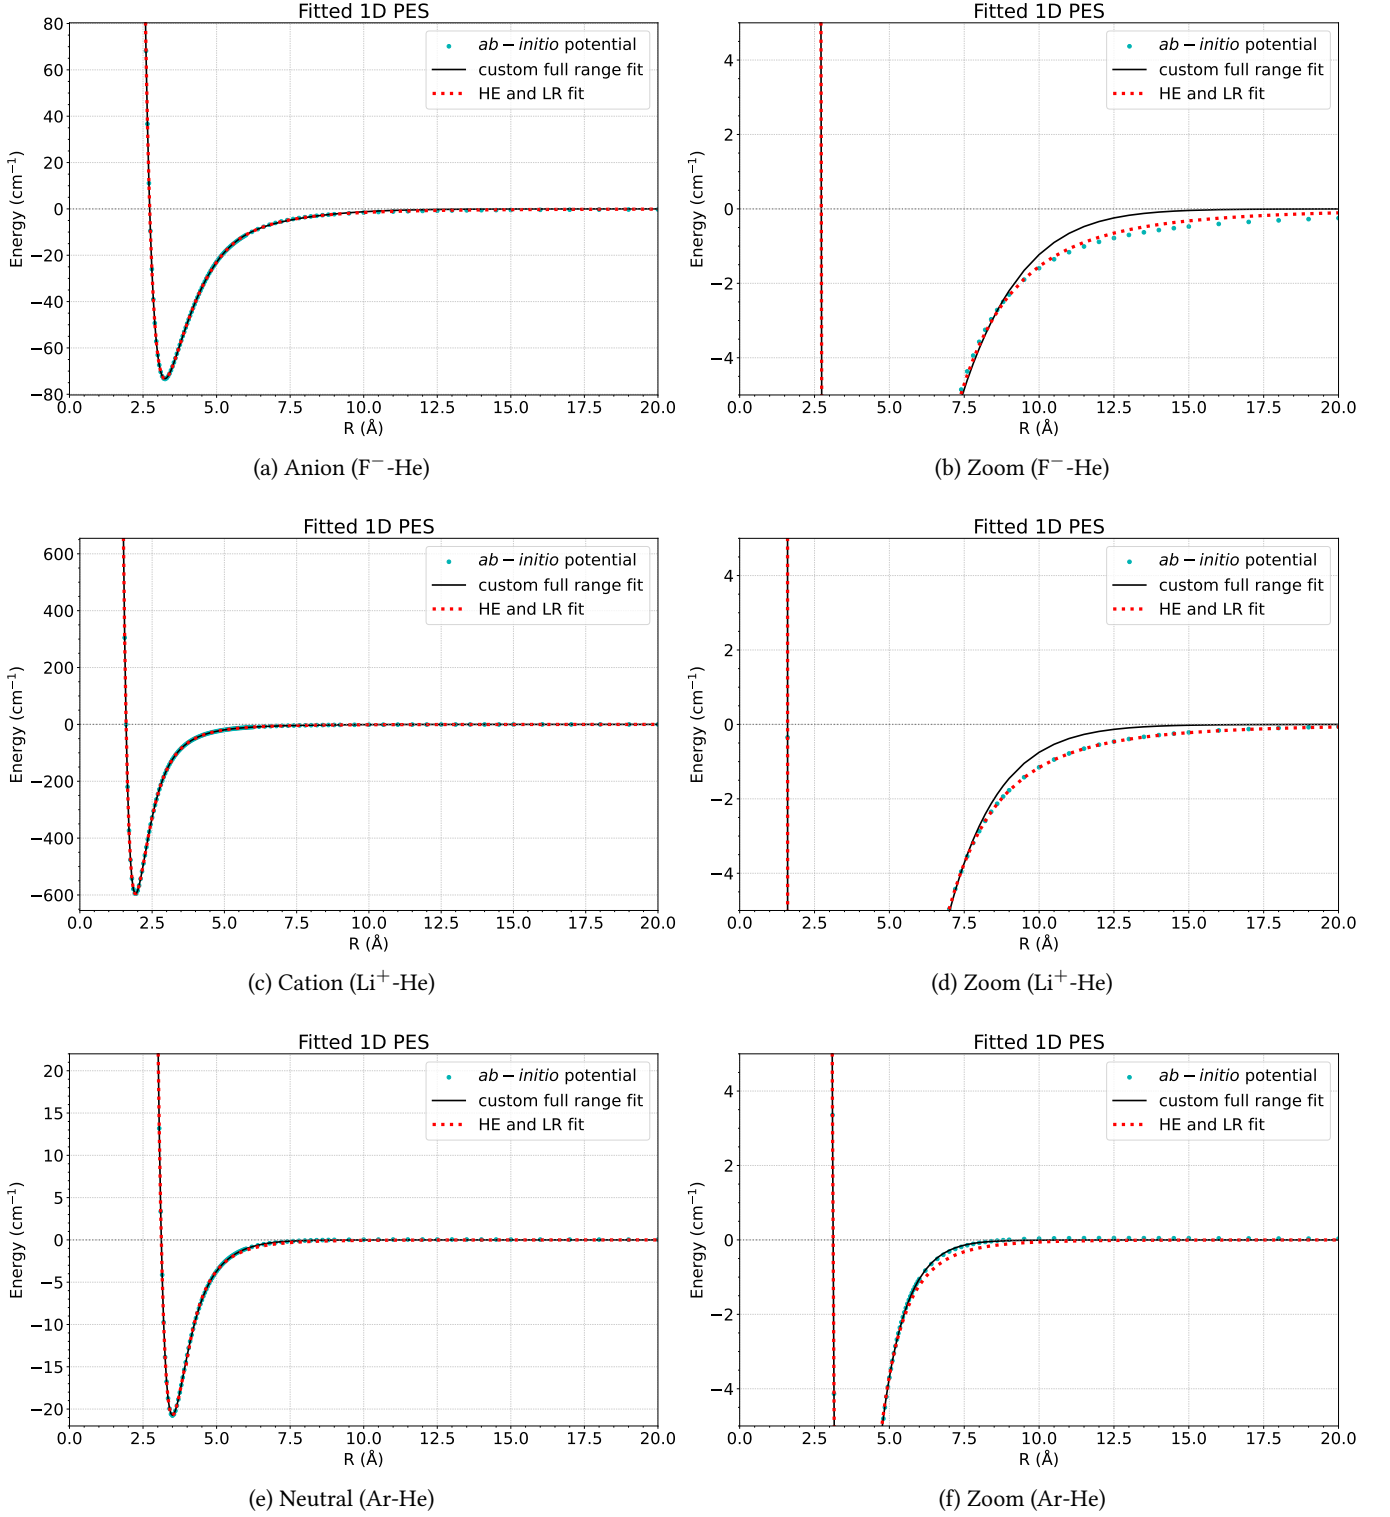 Fitted 1D PES
80
60
40
20
0
−20
−40
−60
−80
Energy (cm⁻¹)
ab−initio potential
custom full range fit
HE and LR fit
0.0 2.5 5.0 7.5 10.0 12.5 15.0 17.5 20.0
R (Å)
(a) Anion (F⁻-He)
Fitted 1D PES
4
2
0
−2
−4
Energy (cm⁻¹)
ab−initio potential
custom full range fit
HE and LR fit
0.0 2.5 5.0 7.5 10.0 12.5 15.0 17.5 20.0
R (Å)
(b) Zoom (F⁻-He)
Fitted 1D PES
600
400
200
0
−200
−400
−600
Energy (cm⁻¹)
ab−initio potential
custom full range fit
HE and LR fit
0.0 2.5 5.0 7.5 10.0 12.5 15.0 17.5 20.0
R (Å)
(c) Cation (Li⁺-He)
Fitted 1D PES
4
2
0
−2
−4
Energy (cm⁻¹)
ab−initio potential
custom full range fit
HE and LR fit
0.0 2.5 5.0 7.5 10.0 12.5 15.0 17.5 20.0
R (Å)
(d) Zoom (Li⁺-He)
Fitted 1D PES
20
15
10
5
0
−5
−10
−15
−20
Energy (cm⁻¹)
ab−initio potential
custom full range fit
HE and LR fit
0.0 2.5 5.0 7.5 10.0 12.5 15.0 17.5 20.0
R (Å)
(e) Neutral (Ar-He)
Fitted 1D PES
4
2
0
−2
−4
Energy (cm⁻¹)
ab−initio potential
custom full range fit
HE and LR fit
0.0 2.5 5.0 7.5 10.0 12.5 15.0 17.5 20.0
R (Å)
(f) Zoom (Ar-He)